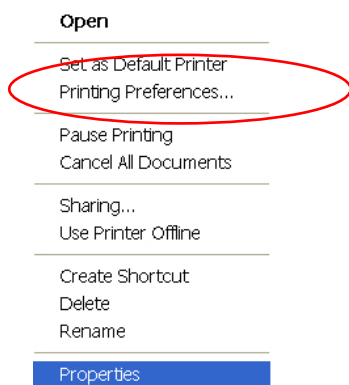 Open
Set as Default Printer
Printing Preferences...
Pause Printing
Cancel All Documents
Sharing...
Use Printer Offline
Create Shortcut
Delete
Rename
Properties